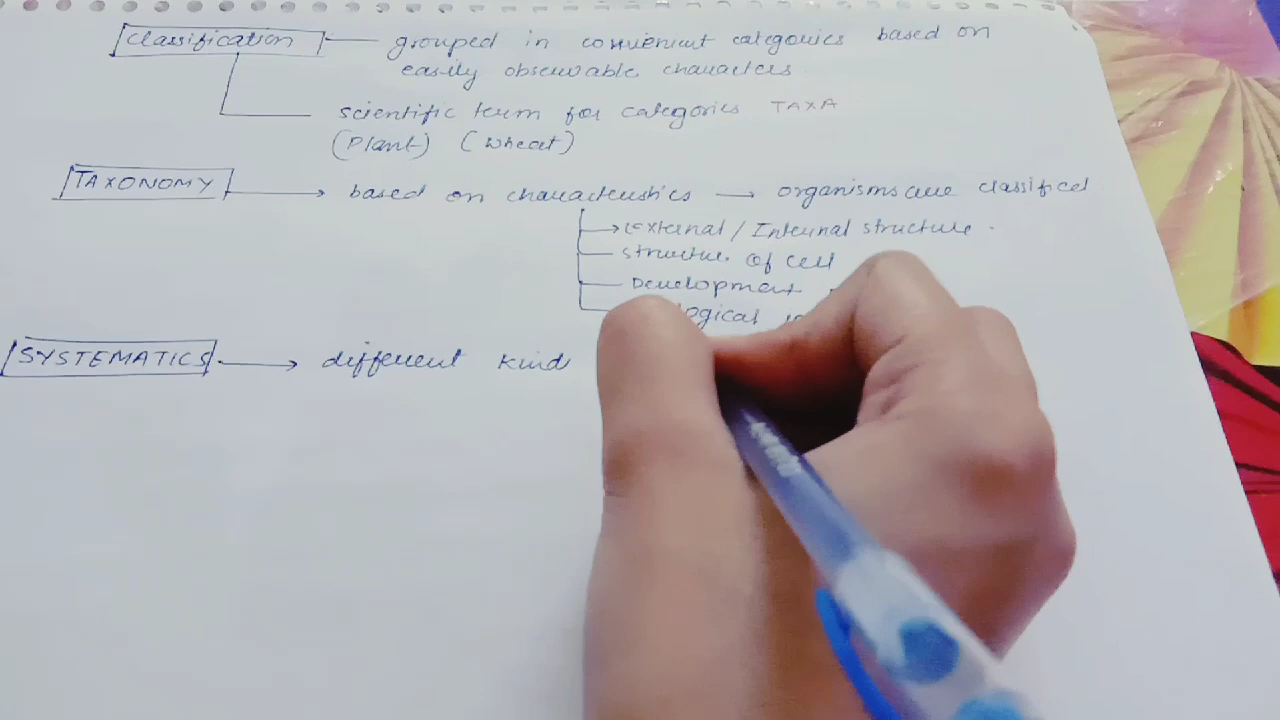 Classification — grouped in convienient categories based on
easily observable characters.
scientific term for categories TAXA
(Plant) (Wheat)
TAXONOMY → based on characteristics → organisms are classified
→ External / Internal structure.
structure of cell
Development
SYSTEMATICS → different kind